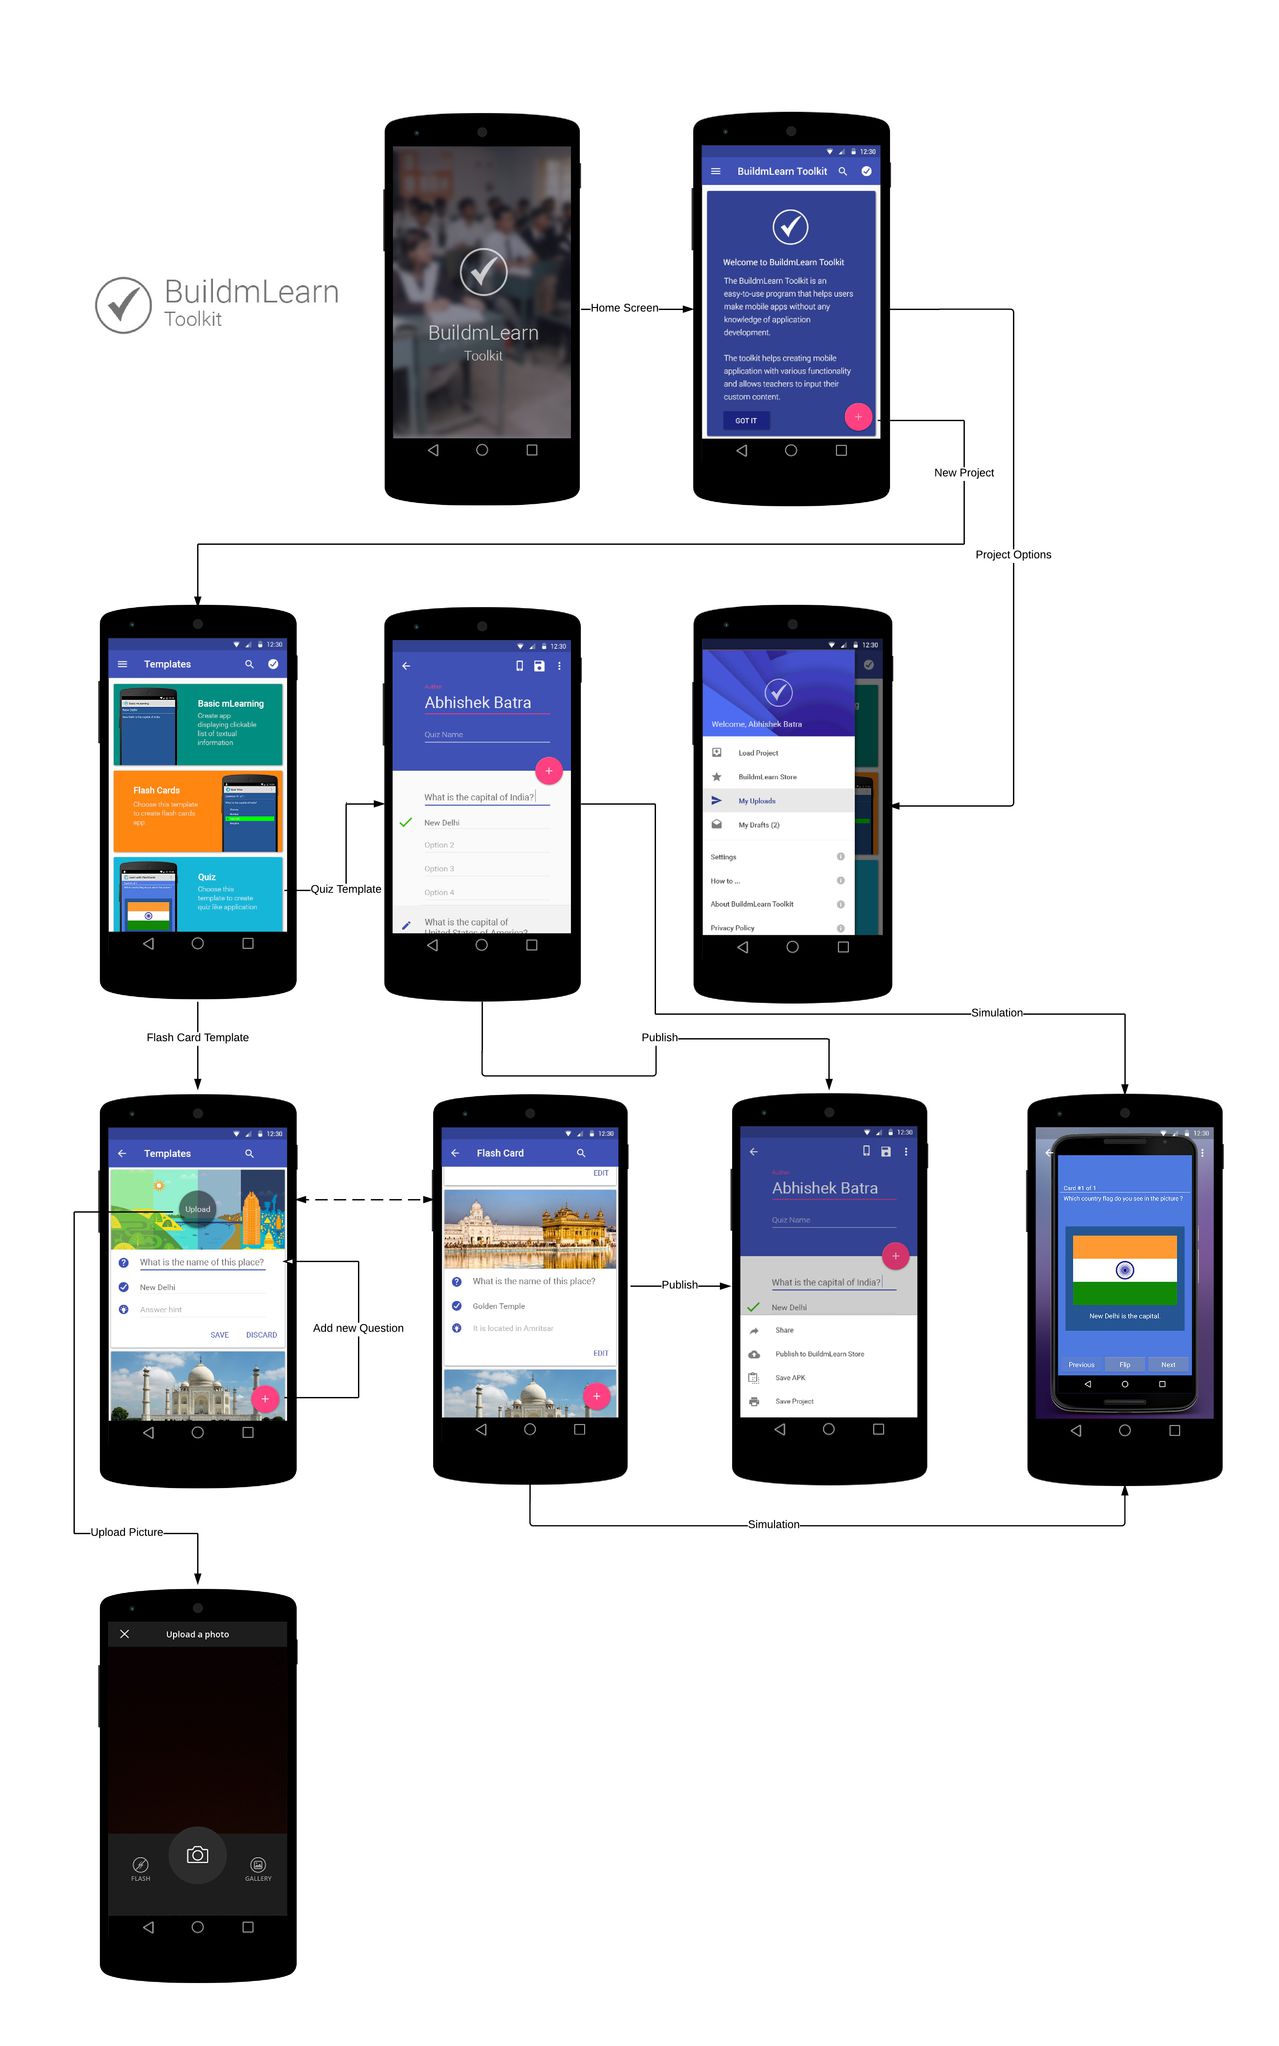 BuildmLearn
Toolkit
BuildmLearn
Toolkit
Home Screen
12:30
BuildmLearn Toolkit
Welcome to BuildmLearn Toolkit
The BuildmLearn Toolkit is an
easy-to-use program that helps users
make mobile apps without any
knowledge of application
development.
The toolkit helps creating mobile
application with various functionality
and allows teachers to input their
custom content.
GOT IT
New Project
Project Options
12:30
Templates
Basic mLearning
Create app
displaying clickable
list of textual
information
Flash Cards
Choose this template
to create flash cards
app
Quiz
Choose this
template to create
quiz like application
Quiz Template
12:30
Author
Abhishek Batra
Quiz Name
What is the capital of India?
New Delhi
Option 2
Option 3
Option 4
What is the capital of
United States of America?
12:30
Welcome, Abhishek Batra
Load Project
BuildmLearn Store
My Uploads
My Drafts (2)
Settings
How to ...
About BuildmLearn Toolkit
Privacy Policy
Simulation
Publish
Flash Card Template
12:30
Templates
Upload
What is the name of this place?
New Delhi
Answer hint
SAVE DISCARD
Add new Question
12:30
Flash Card
EDIT
What is the name of this place?
Golden Temple
It is located in Amritsar
EDIT
Publish
12:30
Author
Abhishek Batra
Quiz Name
What is the capital of India?
New Delhi
Share
Publish to BuildmLearn Store
Save APK
Save Project
12:30
Card #1 of 1
Which country flag do you see in the picture ?
New Delhi is the capital.
Previous Flip Next
Simulation
Upload Picture
Upload a photo
FLASH
GALLERY